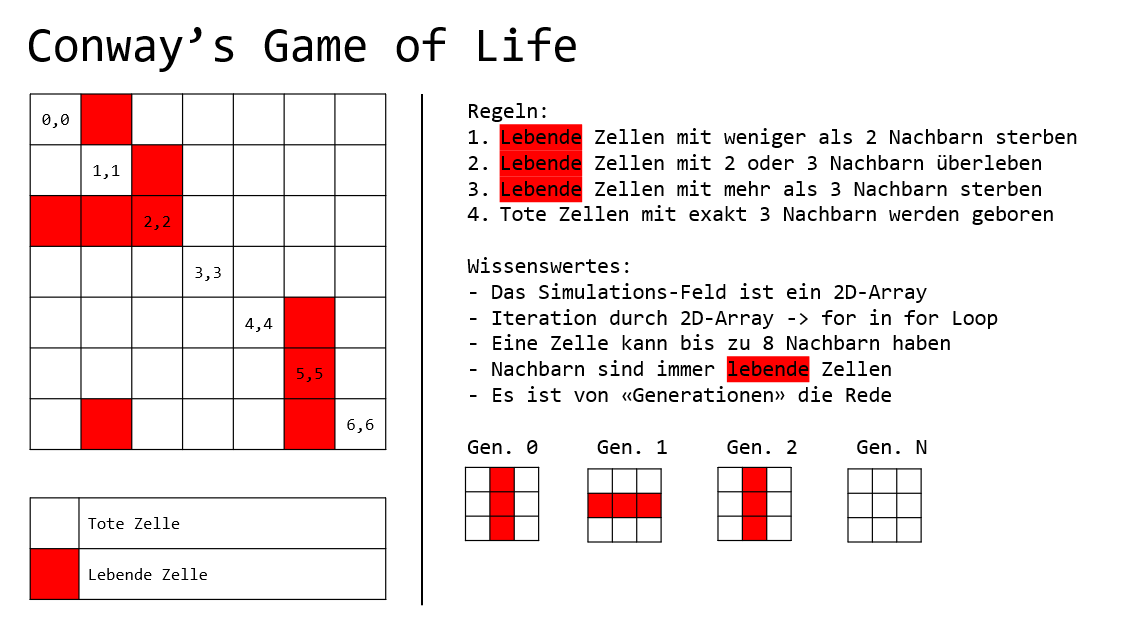 Conway’s Game of Life
0,0
1,1
2,2
3,3
4,4
5,5
6,6
Tote Zelle
Lebende Zelle
Regeln:
1. Lebende Zellen mit weniger als 2 Nachbarn sterben
2. Lebende Zellen mit 2 oder 3 Nachbarn überleben
3. Lebende Zellen mit mehr als 3 Nachbarn sterben
4. Tote Zellen mit exakt 3 Nachbarn werden geboren
Wissenswertes:
- Das Simulations-Feld ist ein 2D-Array
- Iteration durch 2D-Array -> for in for Loop
- Eine Zelle kann bis zu 8 Nachbarn haben
- Nachbarn sind immer lebende Zellen
- Es ist von «Generationen» die Rede
Gen. 0 Gen. 1 Gen. 2 Gen. N